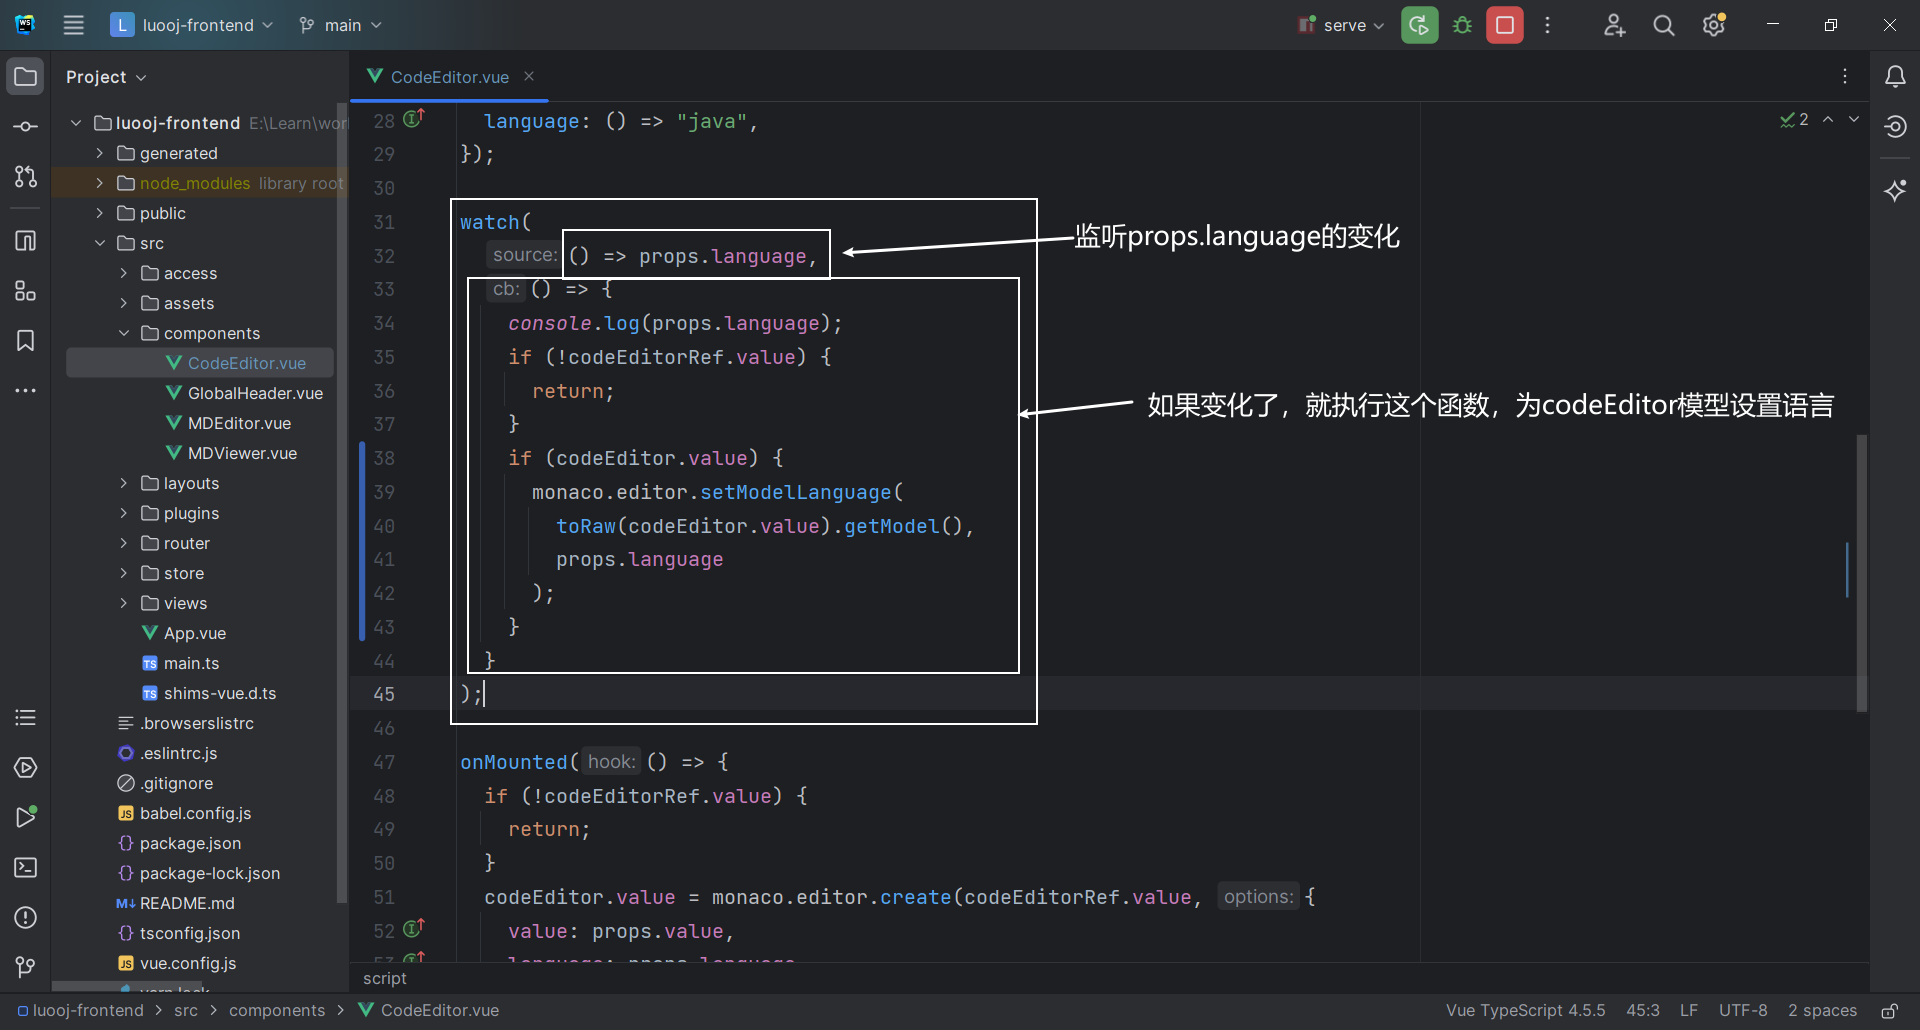 L luooj-frontend
main
serve
Project
CodeEditor.vue
luooj-frontend E:\Learn\wor
generated
node_modules library root
public
src
access
assets
components
CodeEditor.vue
GlobalHeader.vue
MDEditor.vue
MDViewer.vue
layouts
plugins
router
store
views
App.vue
TS main.ts
TS shims-vue.d.ts
.browserslistrc
.eslintrc.js
.gitignore
JS babel.config.js
{} package.json
{} package-lock.json
M↓ README.md
{} tsconfig.json
JS vue.config.js
yarn.lock
2
28 language: () => "java",
29 });
30
31 watch(
32 source: () => props.language,
33 cb: () => {
34 console.log(props.language);
35 if (!codeEditorRef.value) {
36 return;
37 }
38 if (codeEditor.value) {
39 monaco.editor.setModelLanguage(
40 toRaw(codeEditor.value).getModel(),
41 props.language
42 );
43 }
44 }
45 );
46
47 onMounted( hook: () => {
48 if (!codeEditorRef.value) {
49 return;
50 }
51 codeEditor.value = monaco.editor.create(codeEditorRef.value, options: {
52 value: props.value,
53 language: props.language
监听props.language的变化
如果变化了，就执行这个函数，为codeEditor模型设置语言
script
luooj-frontend > src > components > CodeEditor.vue
Vue TypeScript 4.5.5 45:3 LF UTF-8 2 spaces